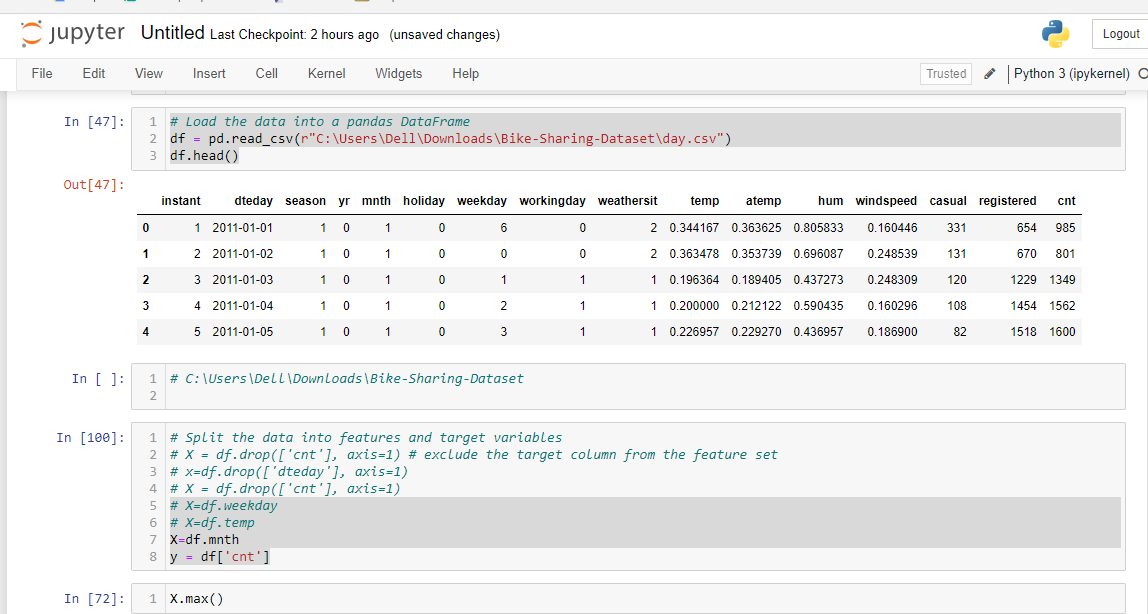 jupyter Untitled Last Checkpoint: 2 hours ago (unsaved changes) Logout
File Edit View Insert Cell Kernel Widgets Help Trusted Python 3 (ipykernel)
In [47]: 1 # Load the data into a pandas DataFrame
2 df = pd.read_csv(r"C:\Users\Dell\Downloads\Bike-Sharing-Dataset\day.csv")
3 df.head()
Out[47]:
instant dteday season yr mnth holiday weekday workingday weathersit temp atemp hum windspeed casual registered cnt
0 1 2011-01-01 1 0 1 0 6 0 2 0.344167 0.363625 0.805833 0.160446 331 654 985
1 2 2011-01-02 1 0 1 0 0 0 2 0.363478 0.353739 0.696087 0.248539 131 670 801
2 3 2011-01-03 1 0 1 0 1 1 1 0.196364 0.189405 0.437273 0.248309 120 1229 1349
3 4 2011-01-04 1 0 1 0 2 1 1 0.200000 0.212122 0.590435 0.160296 108 1454 1562
4 5 2011-01-05 1 0 1 0 3 1 1 0.226957 0.229270 0.436957 0.186900 82 1518 1600
In [ ]: 1 # C:\Users\Dell\Downloads\Bike-Sharing-Dataset
2
In [100]: 1 # Split the data into features and target variables
2 # X = df.drop(['cnt'], axis=1) # exclude the target column from the feature set
3 # x=df.drop(['dteday'], axis=1)
4 # X = df.drop(['cnt'], axis=1)
5 # X=df.weekday
6 # X=df.temp
7 X=df.mnth
8 y = df['cnt']
In [72]: 1 X.max()